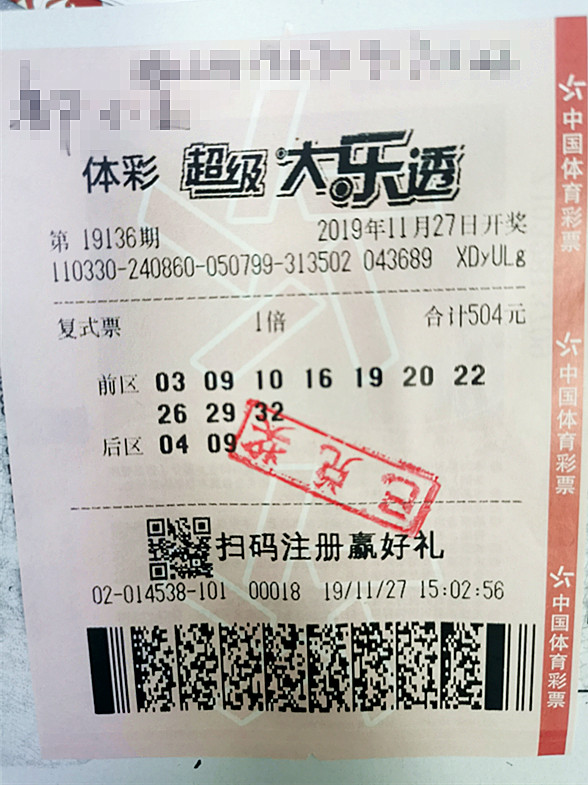 体彩 超级大乐透
第 19136期 2019年11月27日开奖
110330-240860-050799-313502 043689 XDyULg
复式票 1倍 合计504元
前区 03 09 10 16 19 20 22
26 29 32
后区 04 09
已兑奖
扫码注册赢好礼
02-014538-101 00018 19/11/27 15:02:56
中国体育彩票
中国体育彩票
中国体育彩票